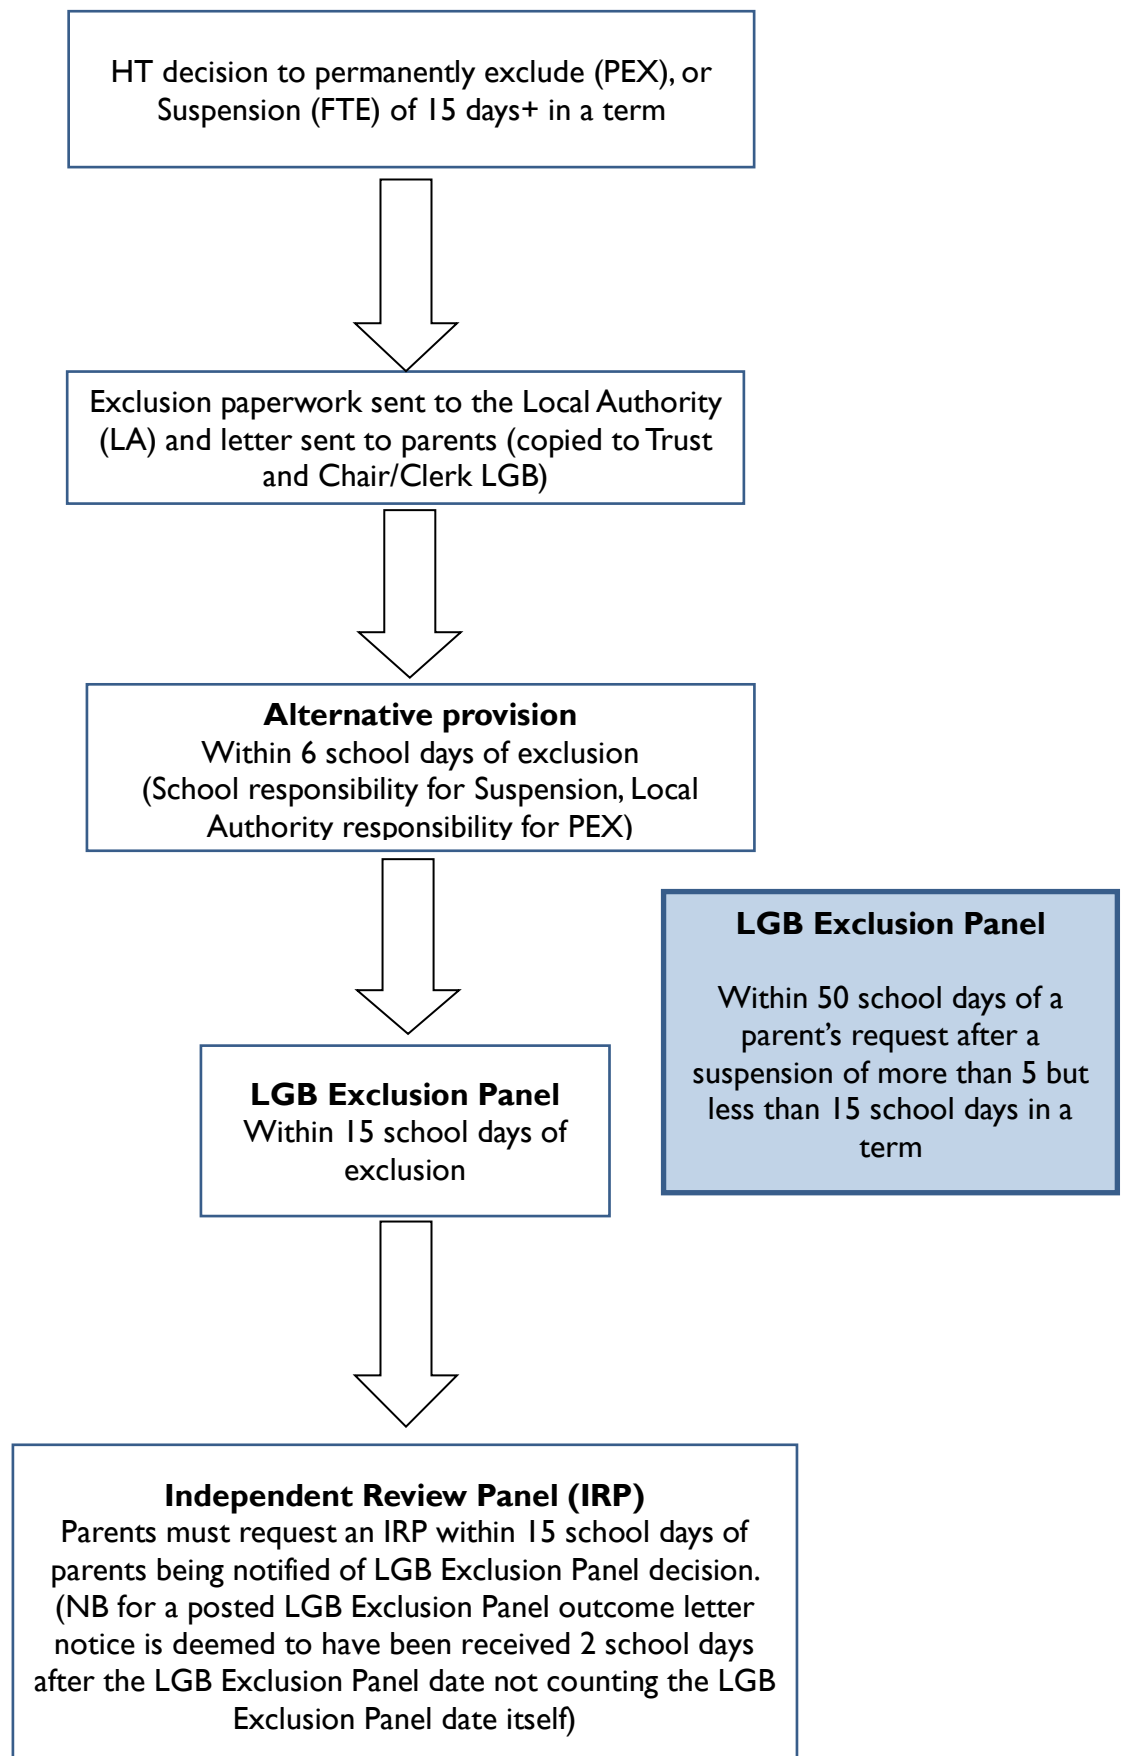 HT decision to permanently exclude (PEX), or
Suspension (FTE) of 15 days+ in a term
Exclusion paperwork sent to the Local Authority
(LA) and letter sent to parents (copied to Trust
and Chair/Clerk LGB)
Alternative provision
Within 6 school days of exclusion
(School responsibility for Suspension, Local
Authority responsibility for PEX)
LGB Exclusion Panel
Within 50 school days of a
parent’s request after a
suspension of more than 5 but
less than 15 school days in a
term
LGB Exclusion Panel
Within 15 school days of
exclusion
Independent Review Panel (IRP)
Parents must request an IRP within 15 school days of
parents being notified of LGB Exclusion Panel decision.
(NB for a posted LGB Exclusion Panel outcome letter
notice is deemed to have been received 2 school days
after the LGB Exclusion Panel date not counting the LGB
Exclusion Panel date itself)